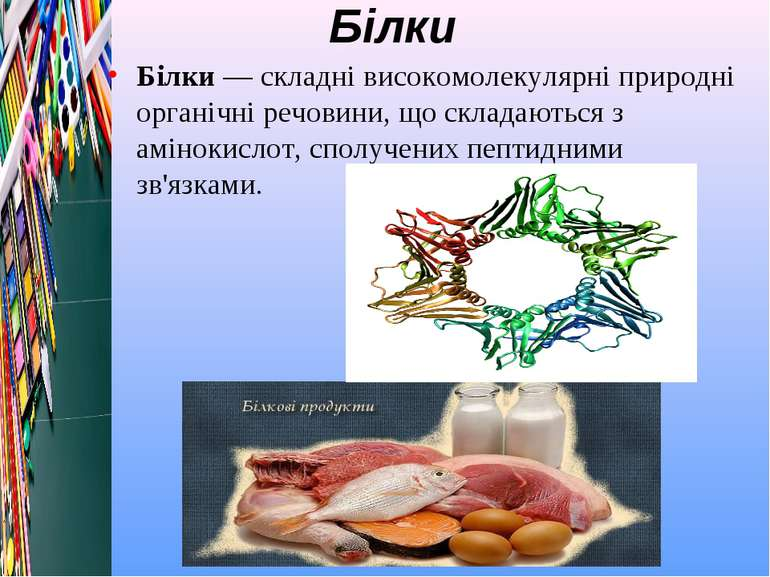 Білки
• Білки — складні високомолекулярні природні
органічні речовини, що складаються з
амінокислот, сполучених пептидними
зв'язками.
Білкові продукти